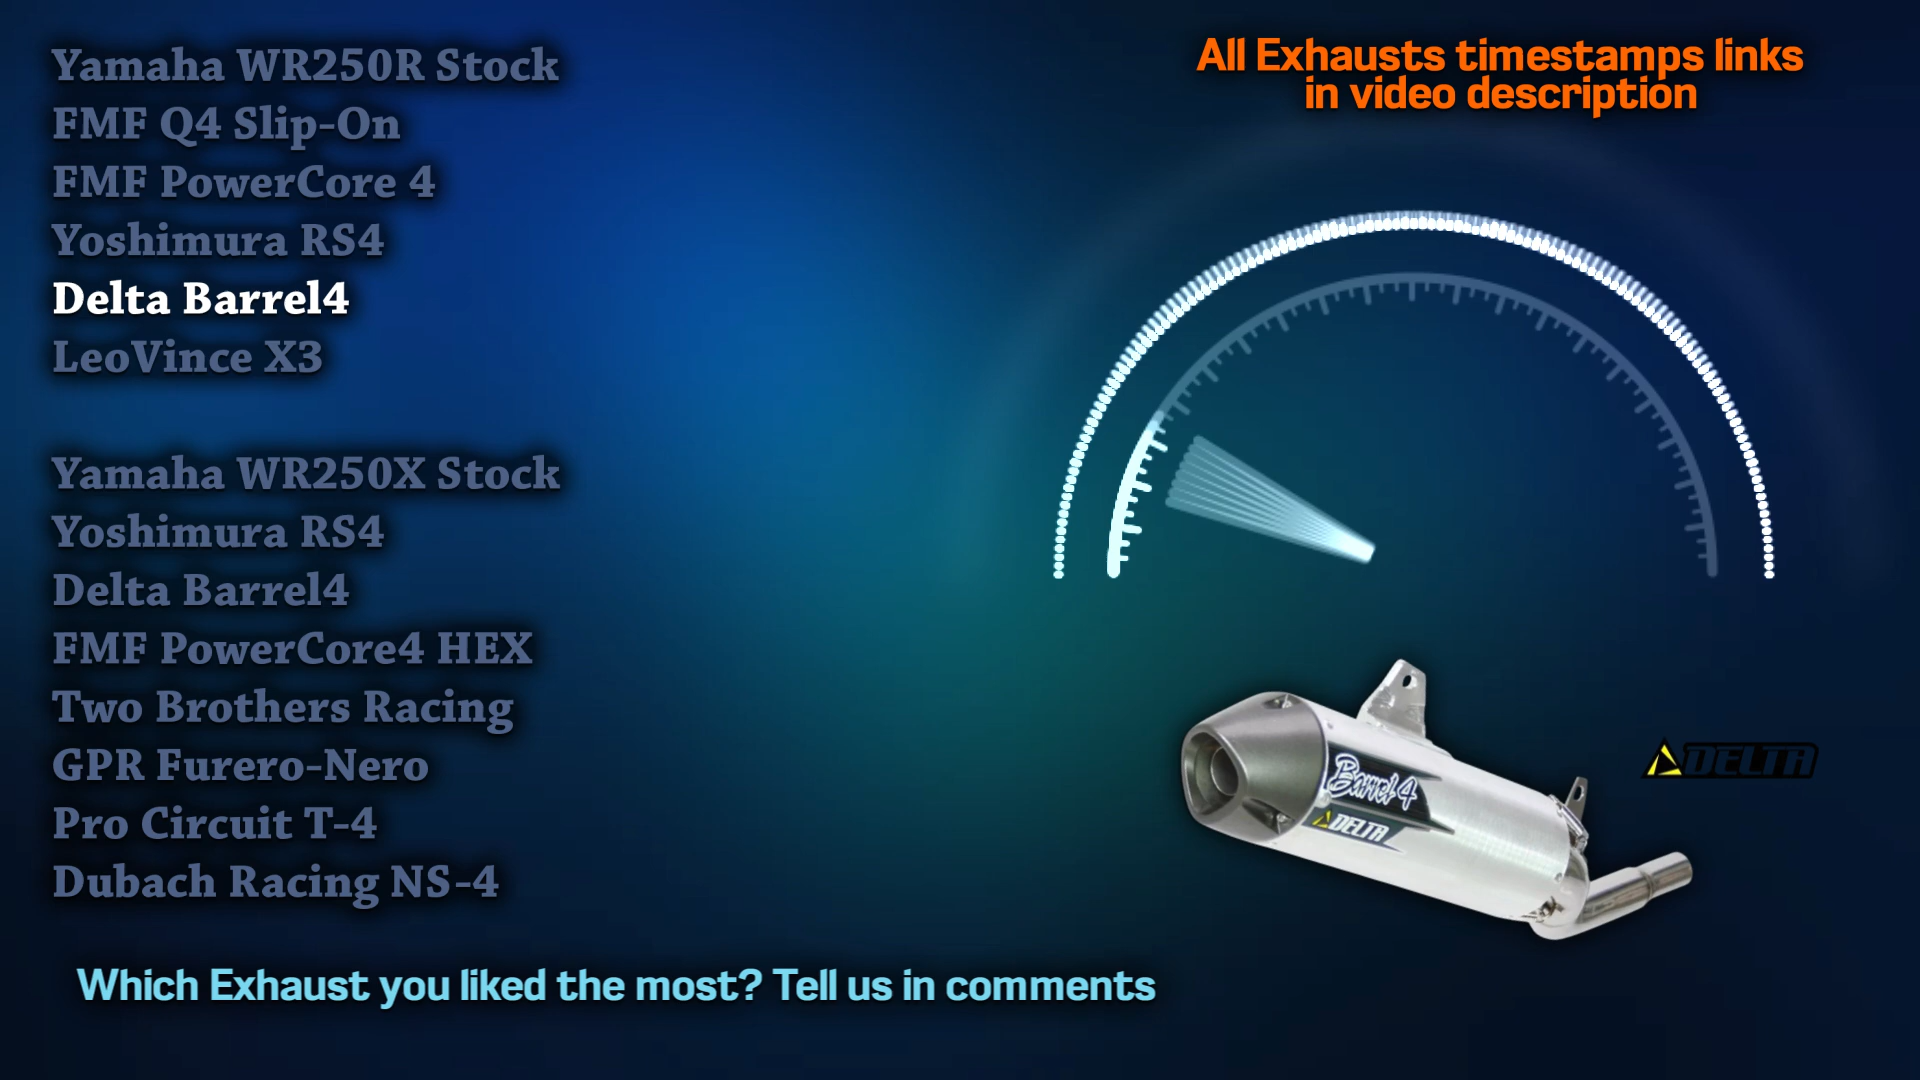 Yamaha WR250R Stock
FMF Q4 Slip-On
FMF PowerCore 4
Yoshimura RS4
Delta Barrel4
LeoVince X3
Yamaha WR250X Stock
Yoshimura RS4
Delta Barrel4
FMF PowerCore4 HEX
Two Brothers Racing
GPR Furero-Nero
Pro Circuit T-4
Dubach Racing NS-4
Which Exhaust you liked the most? Tell us in comments
All Exhausts timestamps links
in video description
Barrel4
DELTA
DELTA